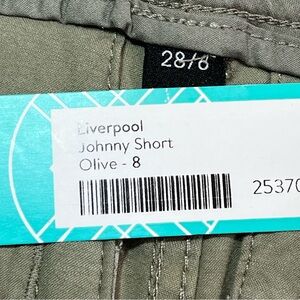 28/8
Liverpool
Johnny Short
Olive - 8
25370